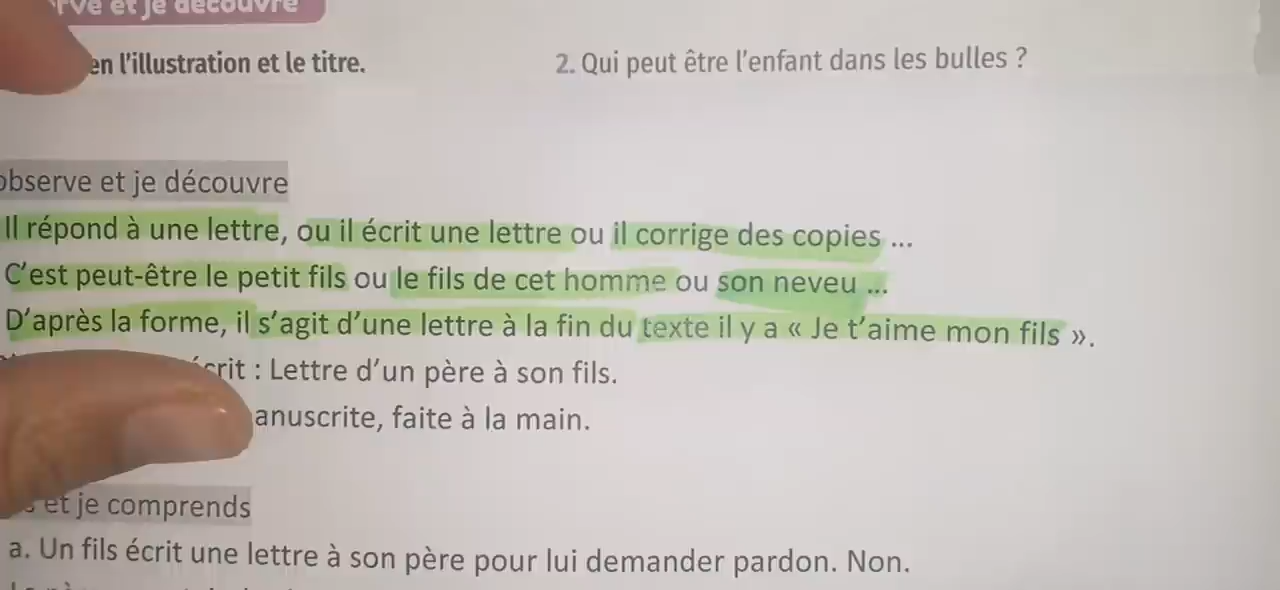 et je découvre
en l'illustration et le titre.
2. Qui peut être l'enfant dans les bulles ?
observe et je découvre
Il répond à une lettre, ou il écrit une lettre ou il corrige des copies ...
C'est peut-être le petit fils ou le fils de cet homme ou son neveu ...
D'après la forme, il s'agit d'une lettre à la fin du texte il y a « Je t'aime mon fils ».
crit : Lettre d'un père à son fils.
anuscrite, faite à la main.
et je comprends
a. Un fils écrit une lettre à son père pour lui demander pardon. Non.